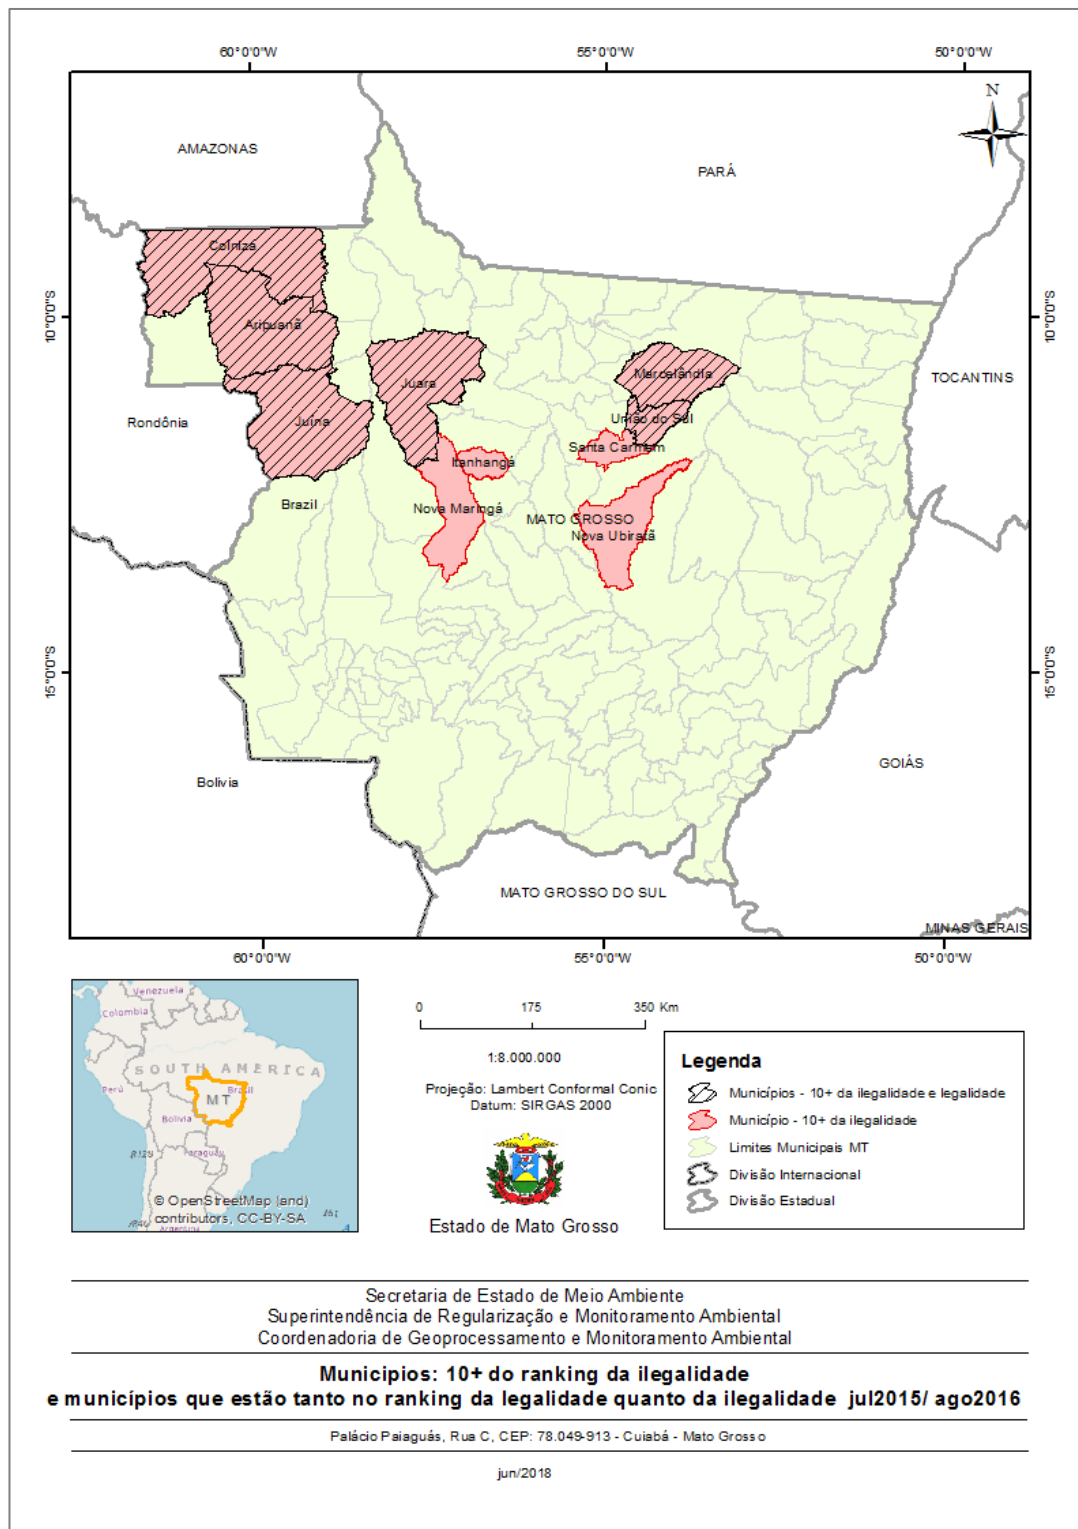 60°0'0"W 55°0'0"W 50°0'0"W
N
AMAZONAS
PARÁ
Colniza
10°0'0"S 10°0'0"S
Aripuanã
Juara
Marcelândia
TOCANTINS
Rondônia
Juína
União do Sul
Santa Carmem
Itanhangá
Brazil
Nova Maringá
MATO GROSSO
Nova Ubiratã
15°0'0"S 15°0'0"S
GOIÁS
Bolivia
MATO GROSSO DO SUL
MINAS GERAIS
60°0'0"W 55°0'0"W 50°0'0"W
Venezuela
Colombia
SOUTH AMERICA
Perú
Brasil
MT
Bolivia
Paraguay
© OpenStreetMap (and)
contributors, CC-BY-SA
Argentina
0 175 350 Km
1:8.000.000
Projeção: Lambert Conformal Conic
Datum: SIRGAS 2000
Estado de Mato Grosso
Legenda
Municípios - 10+ da ilegalidade e legalidade
Município - 10+ da ilegalidade
Limites Municipais MT
Divisão Internacional
Divisão Estadual
Secretaria de Estado de Meio Ambiente
Superintendência de Regularização e Monitoramento Ambiental
Coordenadoria de Geoprocessamento e Monitoramento Ambiental
Municipios: 10+ do ranking da ilegalidade
e municípios que estão tanto no ranking da legalidade quanto da ilegalidade jul2015/ ago2016
Palácio Paiaguás, Rua C, CEP: 78.049-913 - Cuiabá - Mato Grosso
jun/2018